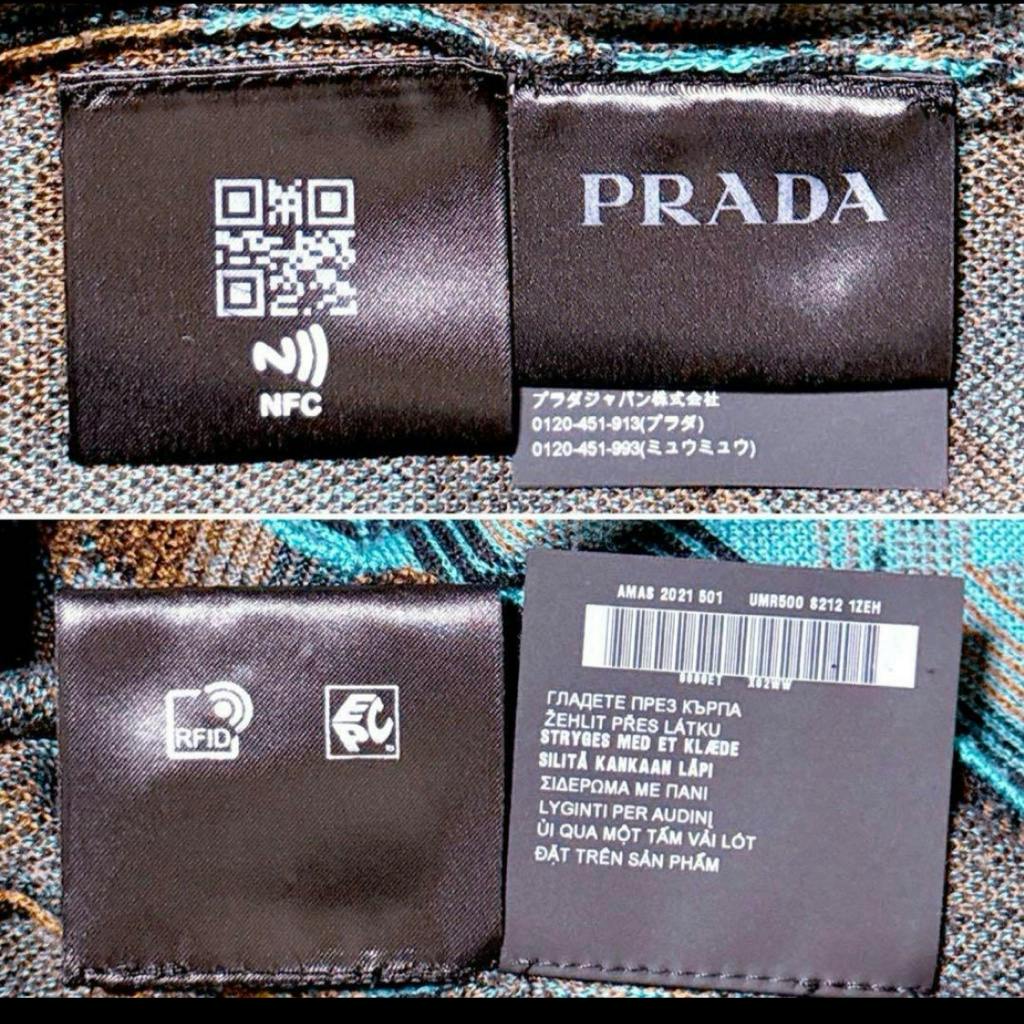 NFC
PRADA
プラダジャパン株式会社
0120-451-913(プラダ)
0120-451-993(ミュウミュウ)
RFID
EPC
AMAS 2021 501 UMR500 S212 1ZEH
ГЛАДЕТЕ ПРЕЗ КЪРПА
ŽEHLIT PŘES LÁTKU
STRYGES MED ET KLÆDE
SILITÄ KANKAAN LÄPI
ΣΙΔΕΡΩΜΑ ΜΕ ΠΑΝΙ
LYGINTI PER AUDINĮ
ỦI QUA MỘT TẤM VẢI LÓT
ĐẶT TRÊN SẢN PHẨM